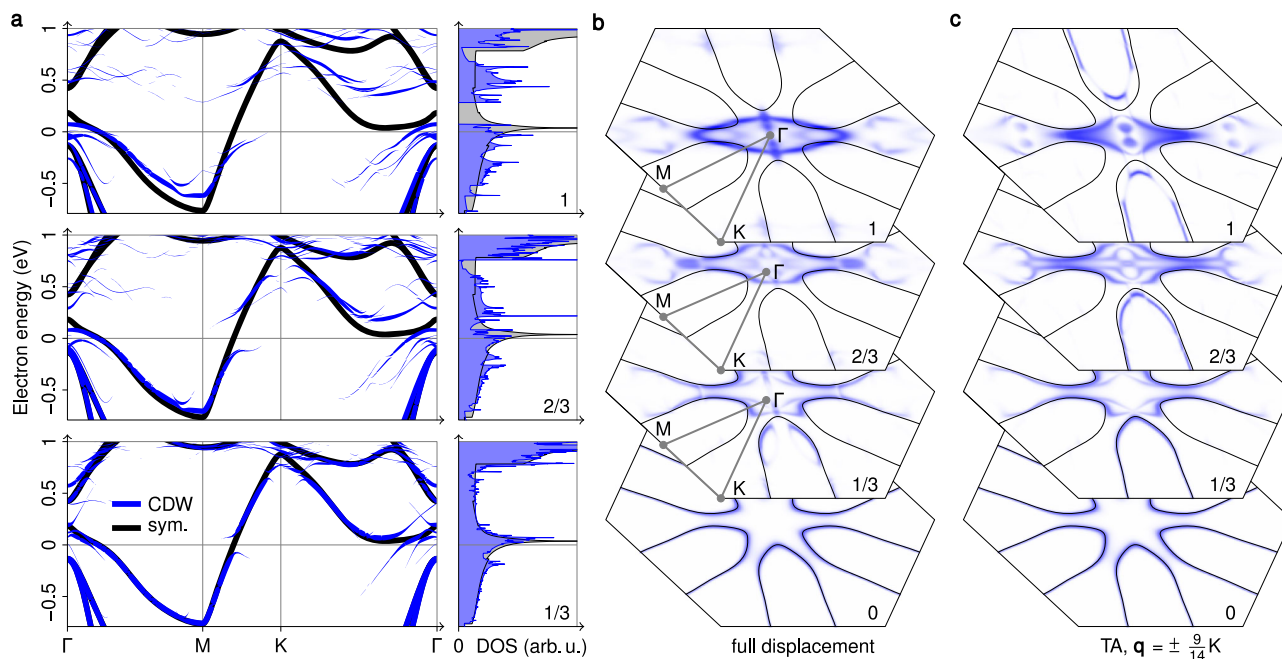 a
b
c
Electron energy (eV)
1
0.5
0
−0.5
1
1
0.5
0
−0.5
2/3
1
0.5
0
−0.5
CDW
sym.
1/3
Γ M K Γ
0 DOS (arb. u.)
Γ
M
K
1
Γ
M
K
2/3
Γ
M
K
1/3
0
full displacement
1
2/3
1/3
0
TA, q = ± 9/14 K